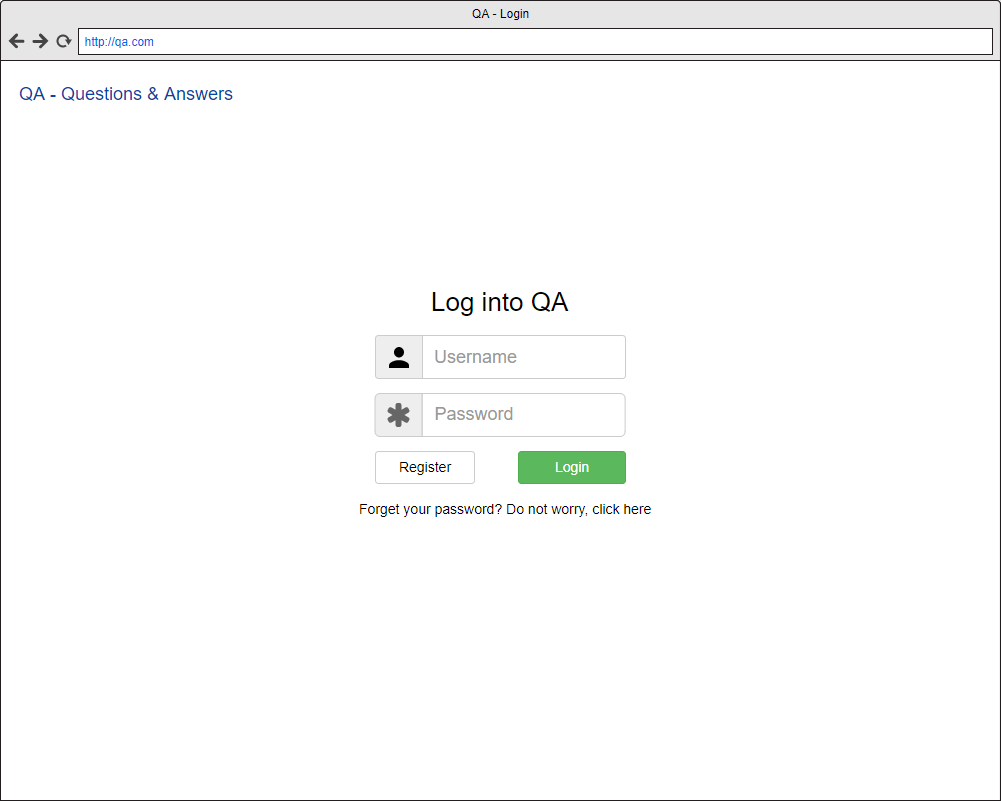 QA - Login
http://qa.com
QA - Questions & Answers
Log into QA
Username
Password
Register
Login
Forget your password? Do not worry, click here